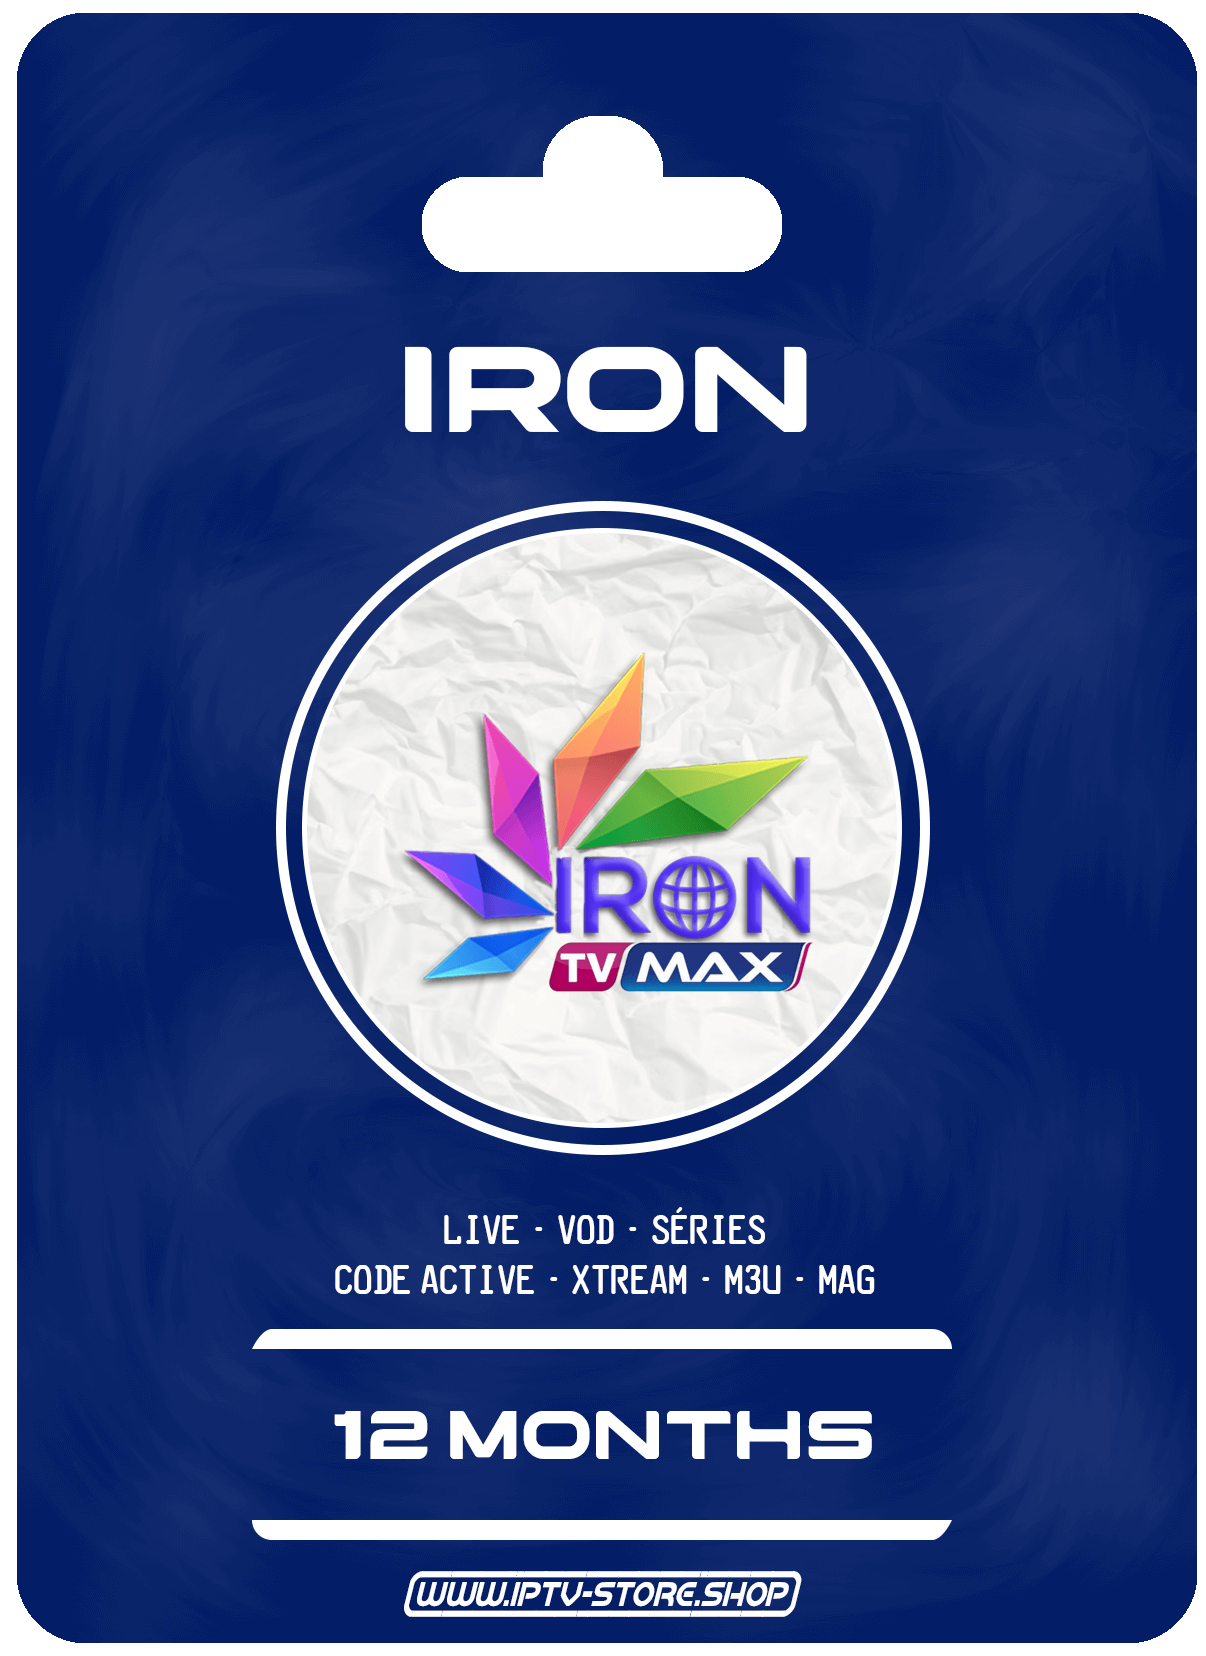 IRON
IRON
TV MAX
LIVE - VOD - SÉRIES
CODE ACTIVE - XTREAM - M3U - MAG
12 MONTHS
WWW.IPTV-STORE.SHOP